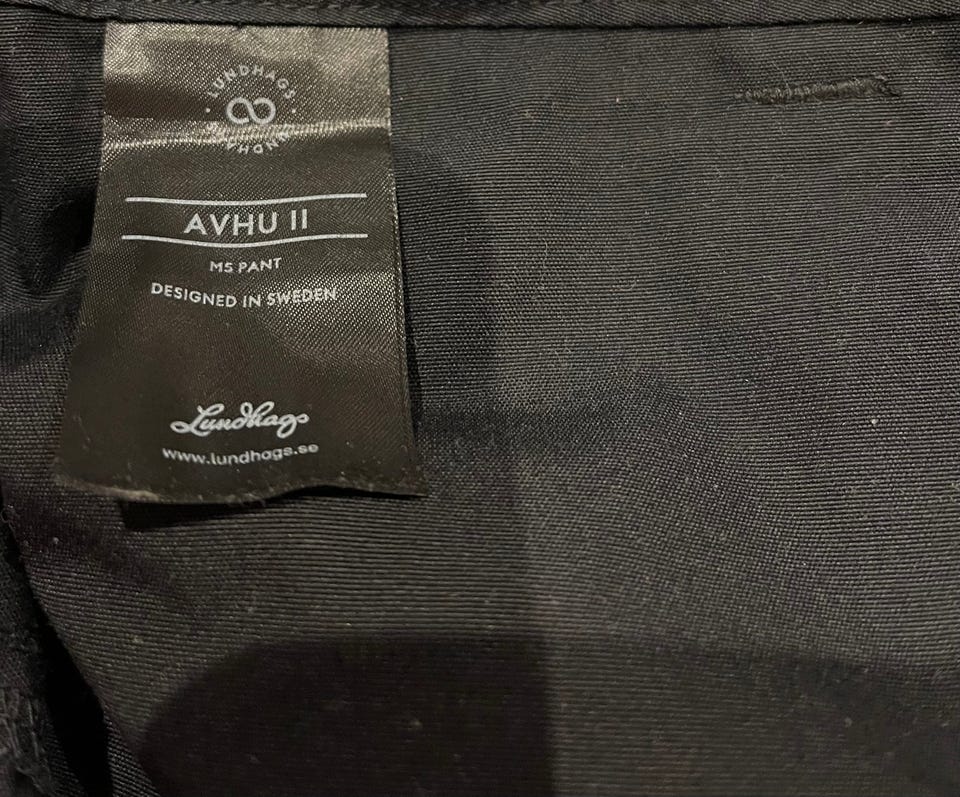 LUNDHAGS
AVHU II
MS PANT
DESIGNED IN SWEDEN
Lundhags
www.lundhags.se